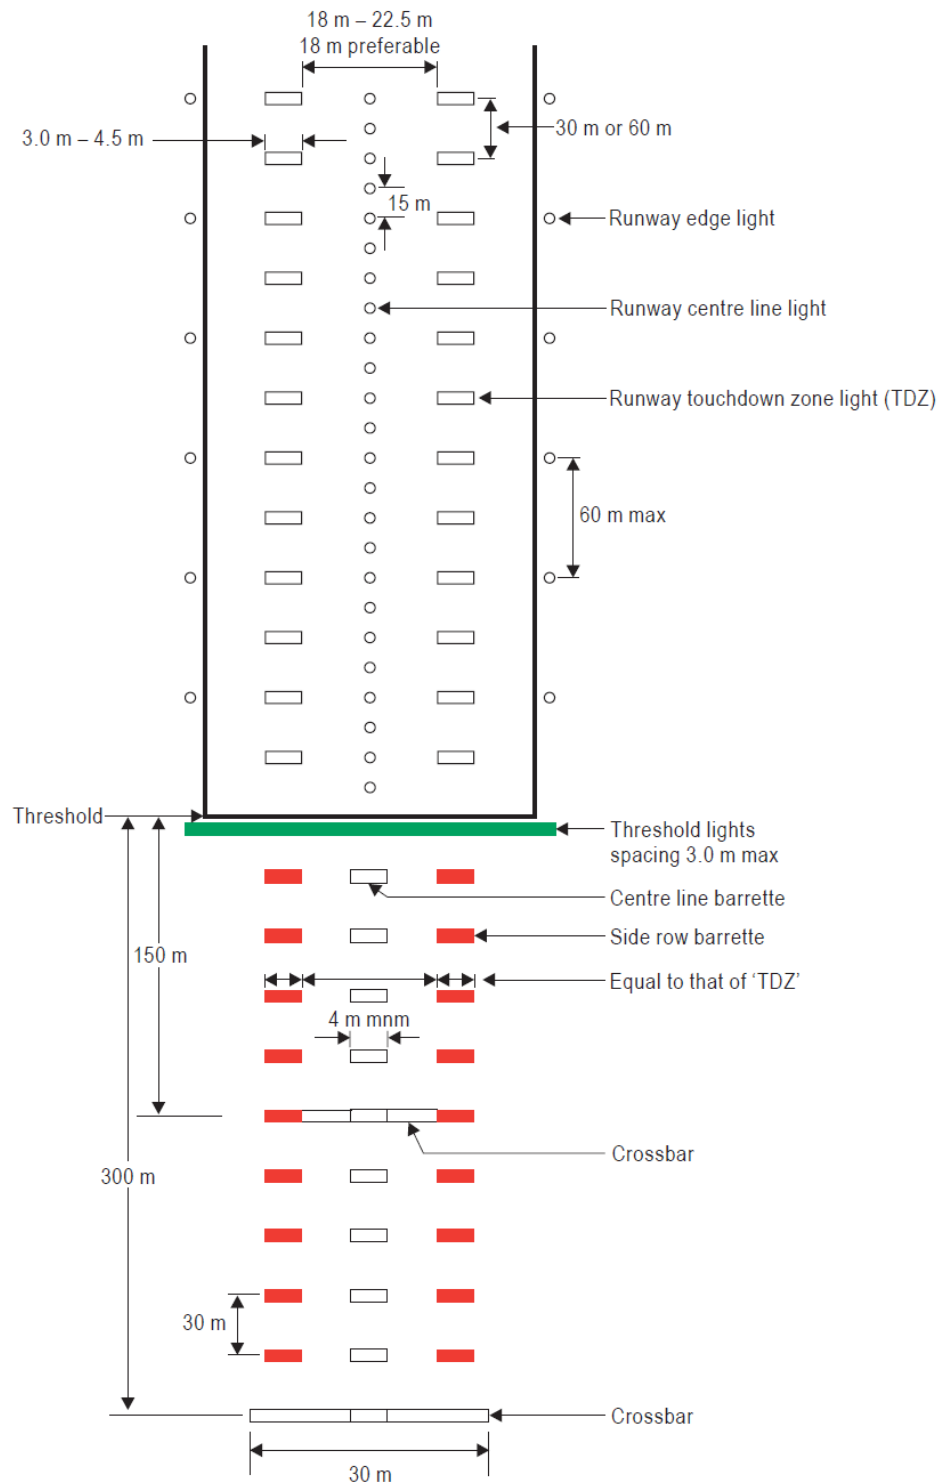 18 m – 22.5 m
18 m preferable
3.0 m – 4.5 m
30 m or 60 m
15 m
Runway edge light
Runway centre line light
Runway touchdown zone light (TDZ)
60 m max
Threshold
Threshold lights
spacing 3.0 m max
Centre line barrette
Side row barrette
150 m
Equal to that of ‘TDZ’
4 m mnm
Crossbar
300 m
30 m
Crossbar
30 m